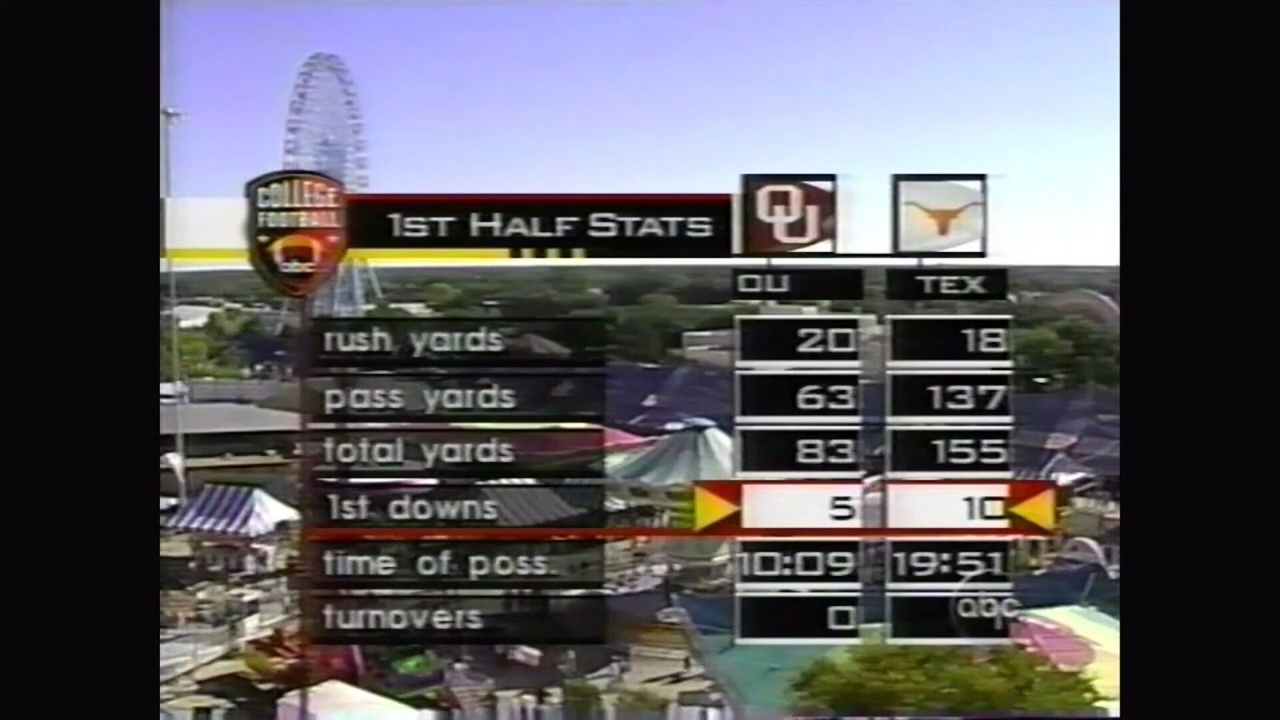 COLLEGE
FOOTBALL
abc
1ST HALF STATS
OU
OU TEX
rush yards 20 18
pass yards 63 137
total yards 83 155
1st downs 5 10
time of poss. 10:09 19:51
turnovers 0
abc